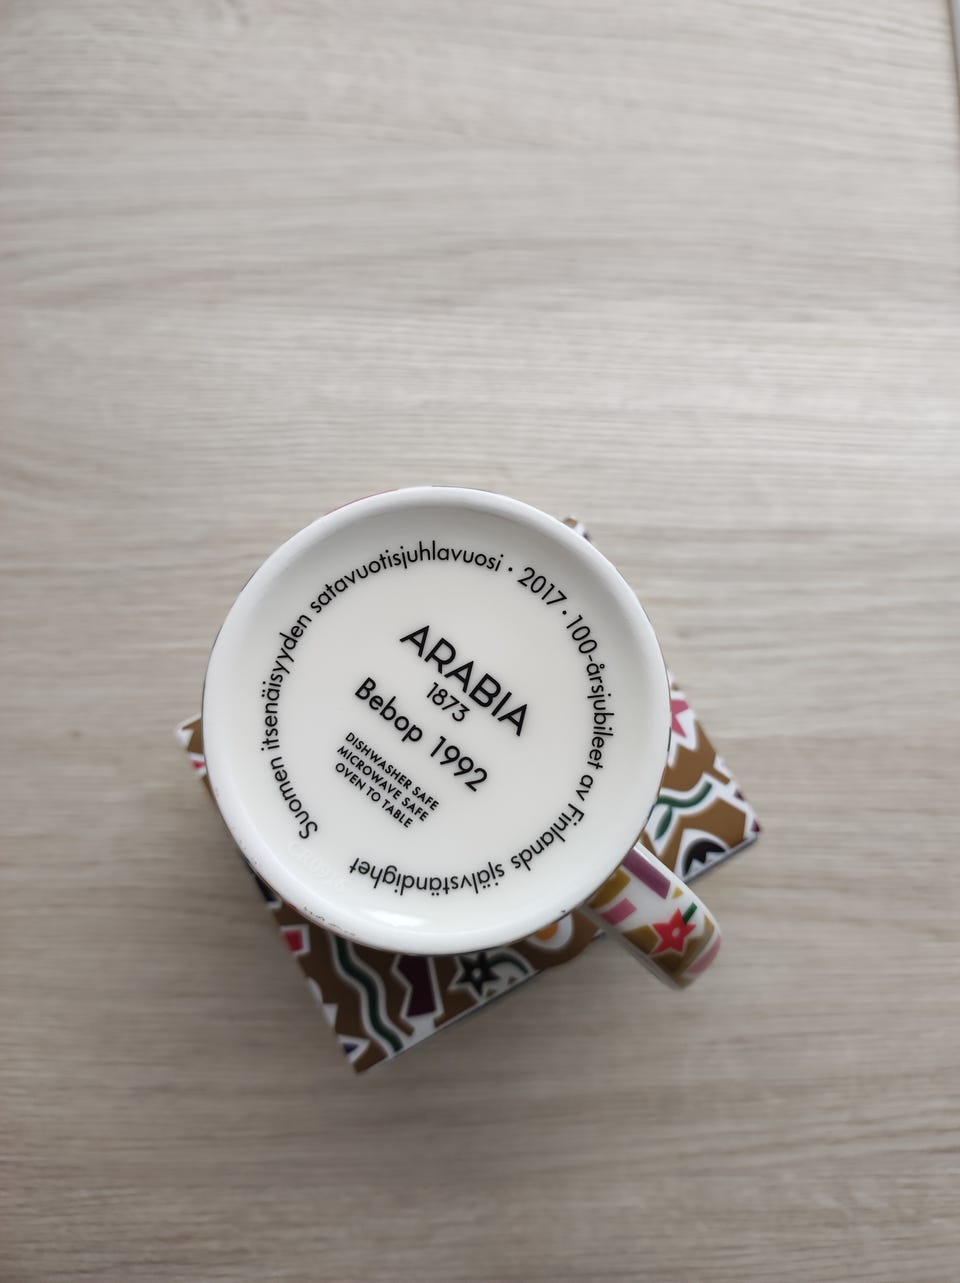 Suomen itsenäisyyden satavuotisjuhlavuosi · 2017 · 100-årsjubileet av Finlands självständighet
ARABIA
1873
Bebop 1992
DISHWASHER SAFE
MICROWAVE SAFE
OVEN TO TABLE